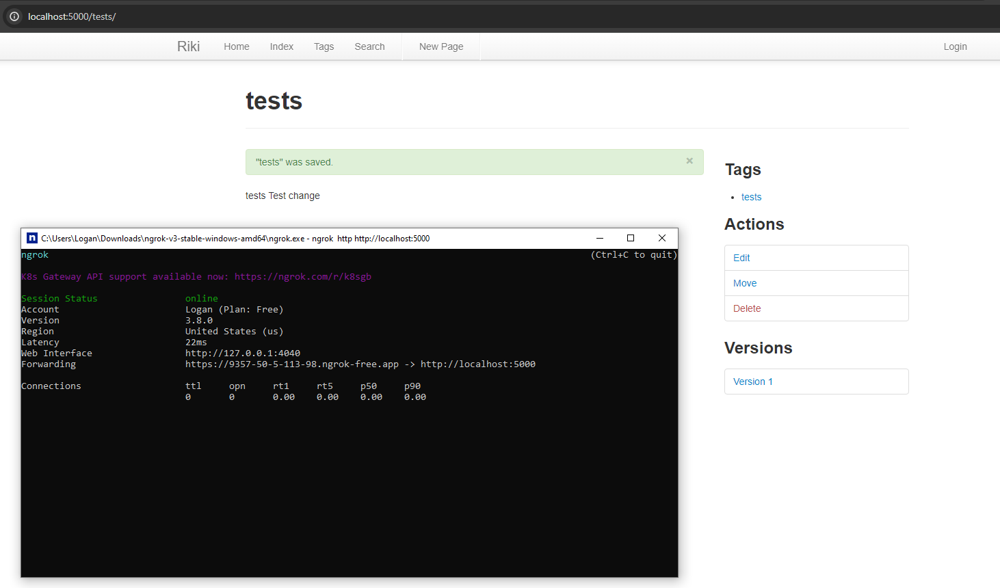 localhost:5000/tests/
Riki Home Index Tags Search New Page Login
tests
"tests" was saved. ×
tests Test change
Tags
tests
Actions
Edit
Move
Delete
Versions
Version 1
n C:\Users\Logan\Downloads\ngrok-v3-stable-windows-amd64\ngrok.exe - ngrok http http://localhost:5000
ngrok (Ctrl+C to quit)
K8s Gateway API support available now: https://ngrok.com/r/k8sgb
Session Status online
Account Logan (Plan: Free)
Version 3.8.0
Region United States (us)
Latency 22ms
Web Interface http://127.0.0.1:4040
Forwarding https://9357-50-5-113-98.ngrok-free.app -> http://localhost:5000
Connections ttl opn rt1 rt5 p50 p90
0 0 0.00 0.00 0.00 0.00